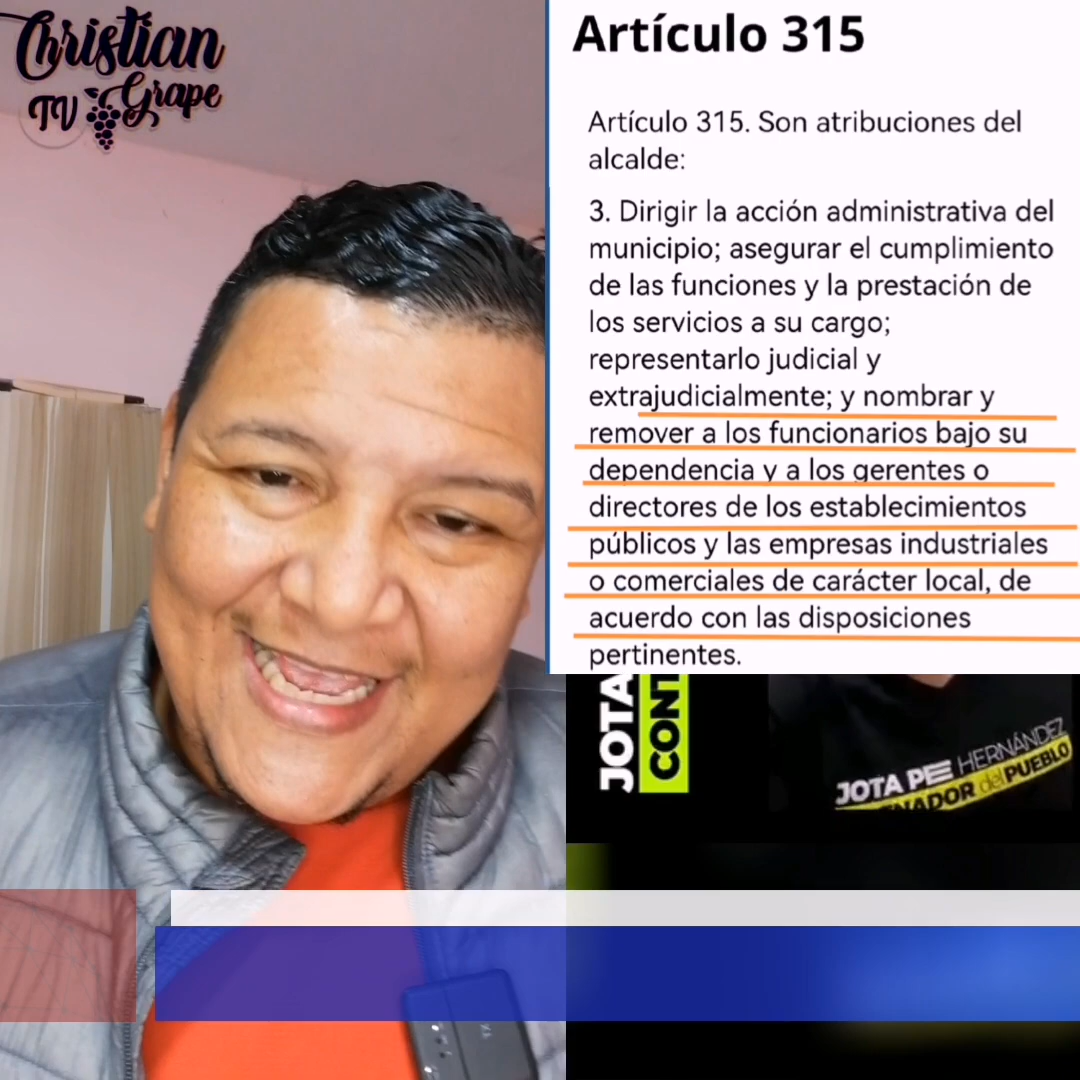 Christian
TV Grape
Artículo 315
Artículo 315. Son atribuciones del
alcalde:
3. Dirigir la acción administrativa del
municipio; asegurar el cumplimiento
de las funciones y la prestación de
los servicios a su cargo;
representarlo judicial y
extrajudicialmente; y nombrar y
remover a los funcionarios bajo su
dependencia y a los gerentes o
directores de los establecimientos
públicos y las empresas industriales
o comerciales de carácter local, de
acuerdo con las disposiciones
pertinentes.
JOTA
CONT
JOTA PE HERNÁNDEZ
NADOR del PUEBLO